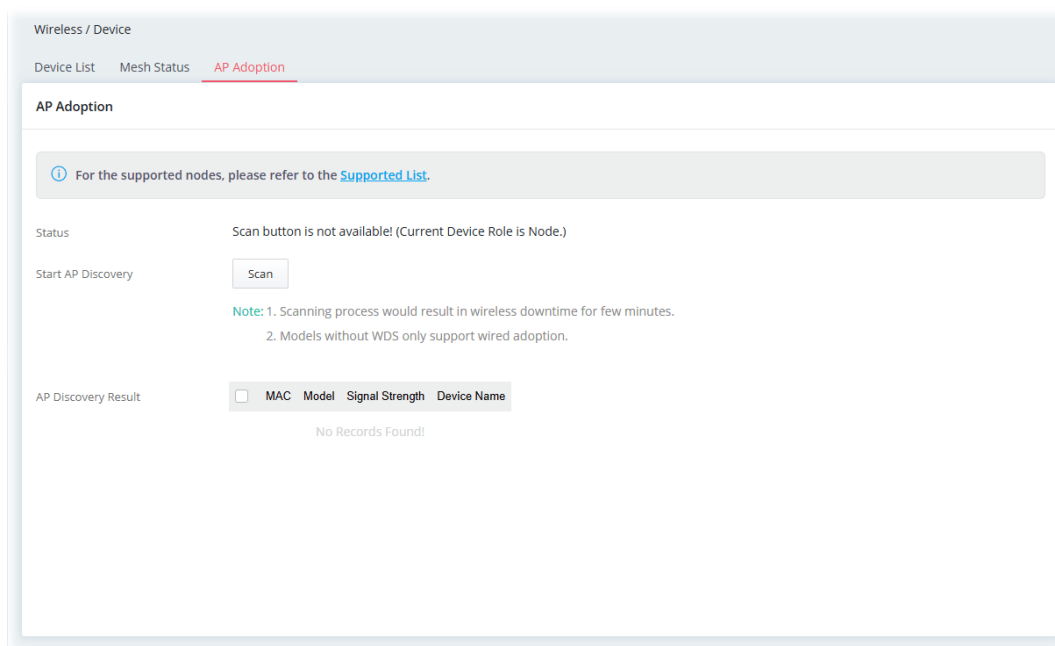 Wireless / Device
Device List Mesh Status AP Adoption
AP Adoption
For the supported nodes, please refer to the Supported List.
Status Scan button is not available! (Current Device Role is Node.)
Start AP Discovery Scan
Note: 1. Scanning process would result in wireless downtime for few minutes.
2. Models without WDS only support wired adoption.
AP Discovery Result MAC Model Signal Strength Device Name
No Records Found!